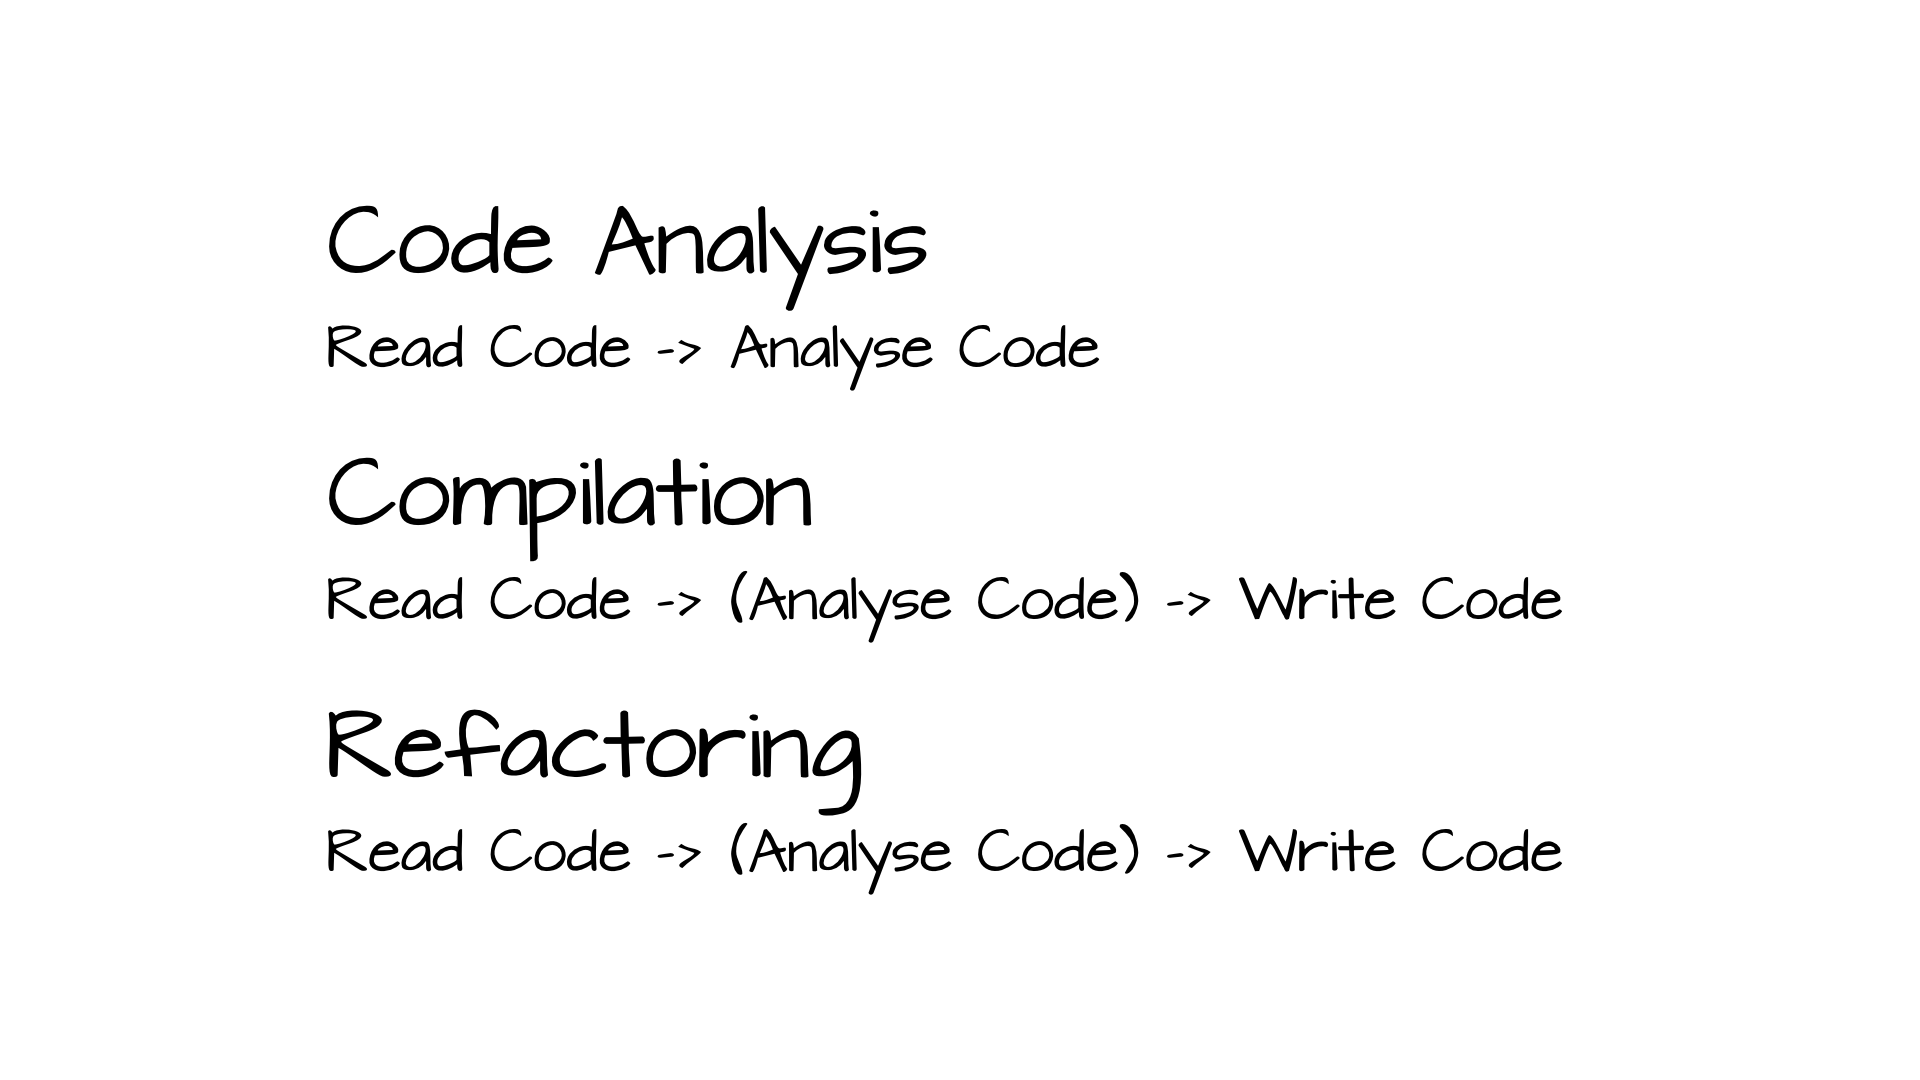 Code Analysis
Read Code -> Analyse Code
Compilation
Read Code -> (Analyse Code) -> Write Code
Refactoring
Read Code -> (Analyse Code) -> Write Code